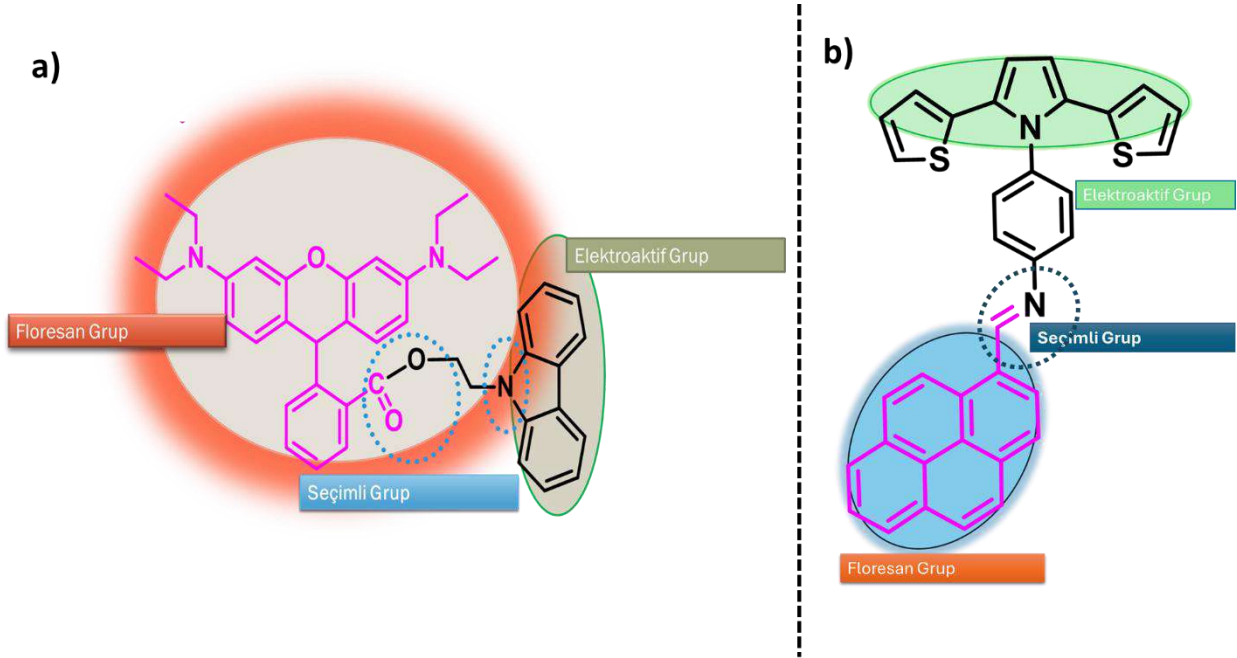 a)
b)
N
N
O
Floresan Grup
Elektroaktif Grup
O
C
O
N
Seçimli Grup
S
N
S
Elektroaktif Grup
N
Seçimli Grup
Floresan Grup